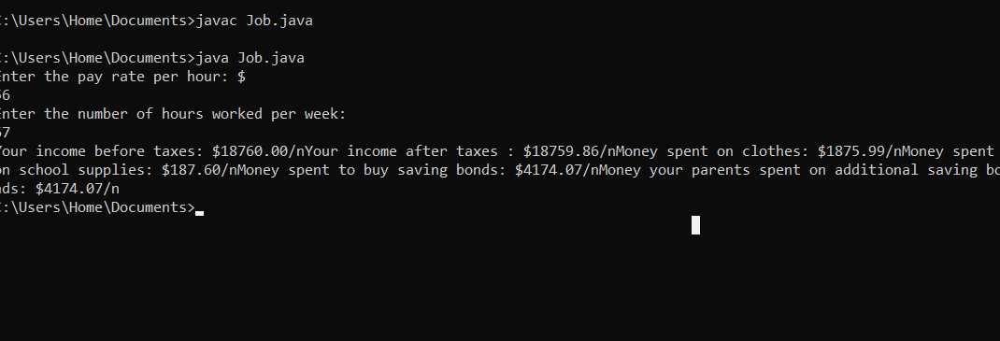 :\Users\Home\Documents>javac Job.java
:\Users\Home\Documents>java Job.java
Enter the pay rate per hour: $
56
Enter the number of hours worked per week:
67
Your income before taxes: $18760.00/nYour income after taxes : $18759.86/nMoney spent on clothes: $1875.99/nMoney spent
on school supplies: $187.60/nMoney spent to buy saving bonds: $4174.07/nMoney your parents spent on additional saving bo
nds: $4174.07/n
:\Users\Home\Documents>